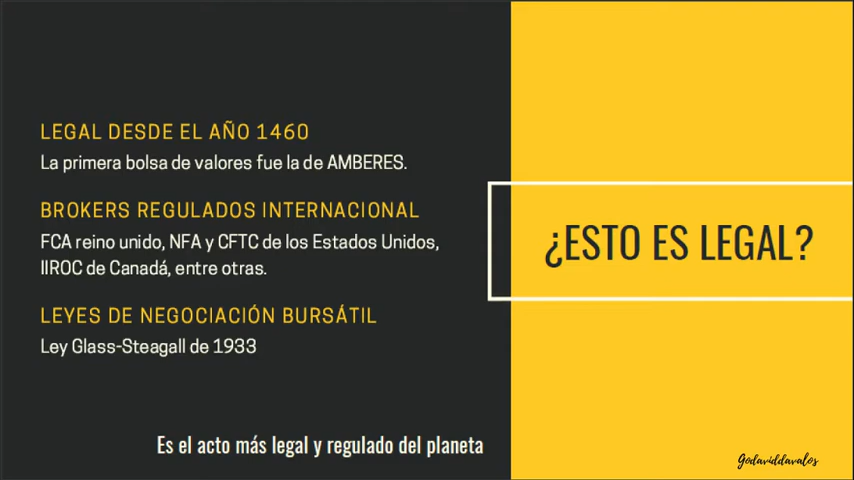 LEGAL DESDE EL AÑO 1460
La primera bolsa de valores fue la de AMBERES.
BROKERS REGULADOS INTERNACIONAL
FCA reino unido, NFA y CFTC de los Estados Unidos,
IIROC de Canadá, entre otras.
LEYES DE NEGOCIACIÓN BURSÁTIL
Ley Glass-Steagall de 1933
Es el acto más legal y regulado del planeta
¿ESTO ES LEGAL?
Godaviddavalos